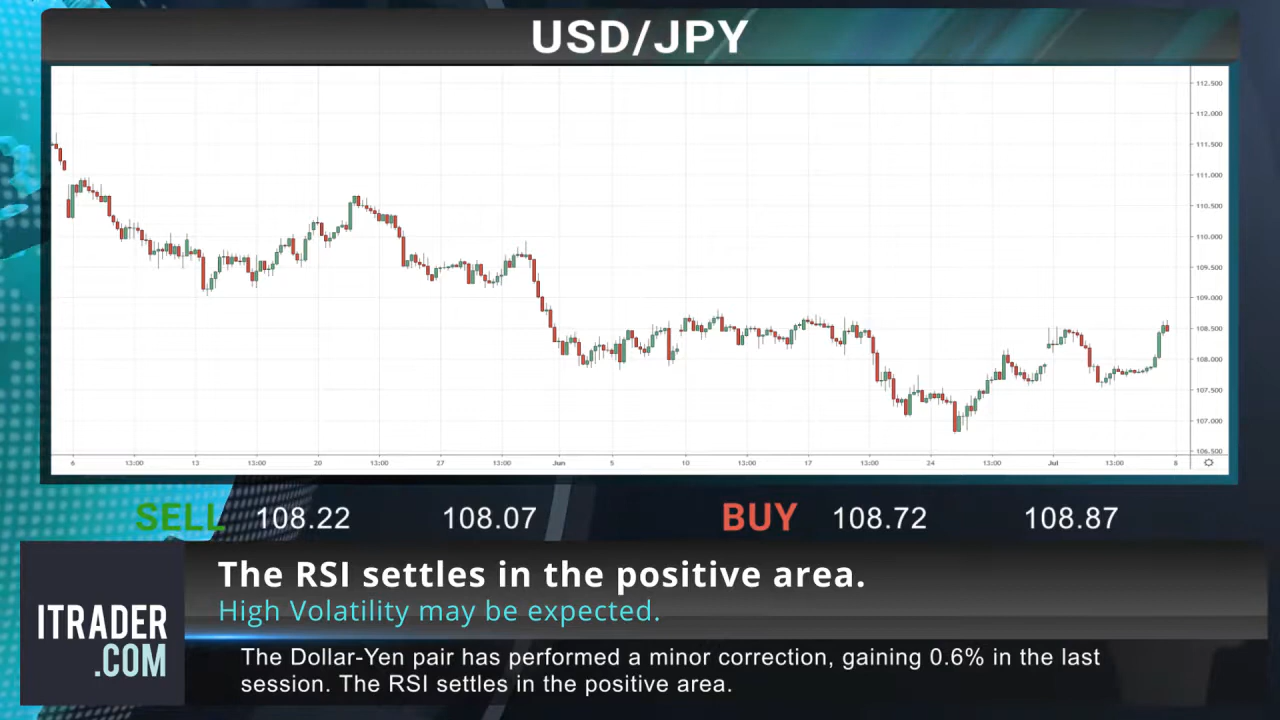 USD/JPY
112.500
112.000
111.500
111.000
110.500
110.000
109.500
109.000
108.500
108.000
107.500
107.000
106.500
6 13:00 13 13:00 20 13:00 27 13:00 Jun 5 10 13:00 17 13:00 24 13:00 Jul 13:00 8
SELL 108.22 108.07 BUY 108.72 108.87
The RSI settles in the positive area.
High Volatility may be expected.
ITRADER
.COM
The Dollar-Yen pair has performed a minor correction, gaining 0.6% in the last
session. The RSI settles in the positive area.